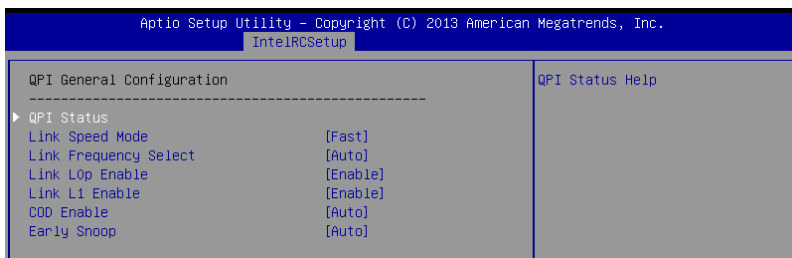 Aptio Setup Utility – Copyright (C) 2013 American Megatrends, Inc.
IntelRCSetup
QPI General Configuration
QPI Status Help
--------------------------------------------------
QPI Status
Link Speed Mode [Fast]
Link Frequency Select [Auto]
Link L0p Enable [Enable]
Link L1 Enable [Enable]
COD Enable [Auto]
Early Snoop [Auto]